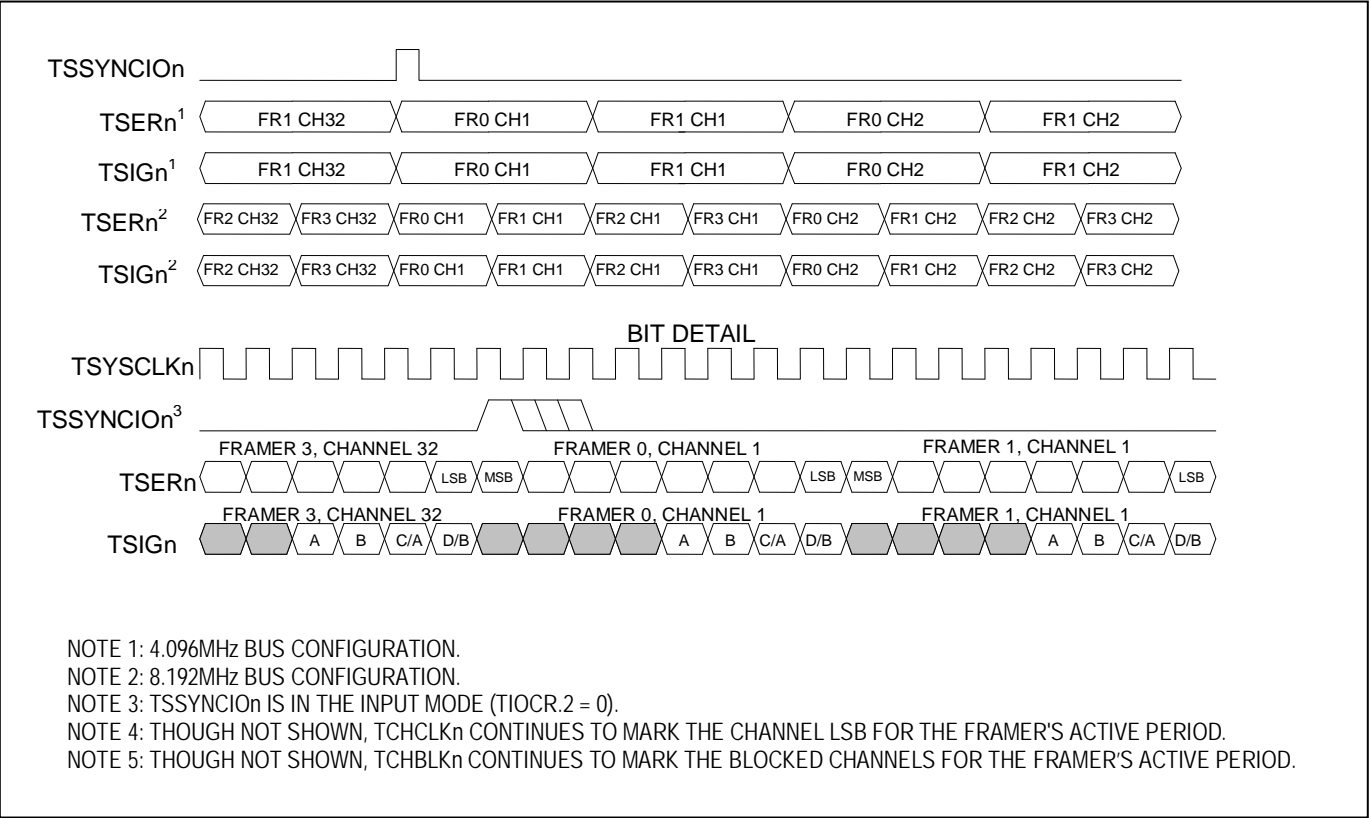 TSSYNCIOn
TSERn1 FR1 CH32 FR0 CH1 FR1 CH1 FR0 CH2 FR1 CH2
TSIGn1 FR1 CH32 FR0 CH1 FR1 CH1 FR0 CH2 FR1 CH2
TSERn2 FR2 CH32 FR3 CH32 FR0 CH1 FR1 CH1 FR2 CH1 FR3 CH1 FR0 CH2 FR1 CH2 FR2 CH2 FR3 CH2
TSIGn2 FR2 CH32 FR3 CH32 FR0 CH1 FR1 CH1 FR2 CH1 FR3 CH1 FR0 CH2 FR1 CH2 FR2 CH2 FR3 CH2
BIT DETAIL
TSYSCLKn
TSSYNCIOn3
FRAMER 3, CHANNEL 32 FRAMER 0, CHANNEL 1 FRAMER 1, CHANNEL 1
TSERn LSB MSB LSB MSB LSB
FRAMER 3, CHANNEL 32 FRAMER 0, CHANNEL 1 FRAMER 1, CHANNEL 1
TSIGn A B C/A D/B A B C/A D/B A B C/A D/B
NOTE 1: 4.096MHz BUS CONFIGURATION.
NOTE 2: 8.192MHz BUS CONFIGURATION.
NOTE 3: TSSYNCIOn IS IN THE INPUT MODE (TIOCR.2 = 0).
NOTE 4: THOUGH NOT SHOWN, TCHCLKn CONTINUES TO MARK THE CHANNEL LSB FOR THE FRAMER'S ACTIVE PERIOD.
NOTE 5: THOUGH NOT SHOWN, TCHBLKn CONTINUES TO MARK THE BLOCKED CHANNELS FOR THE FRAMER'S ACTIVE PERIOD.